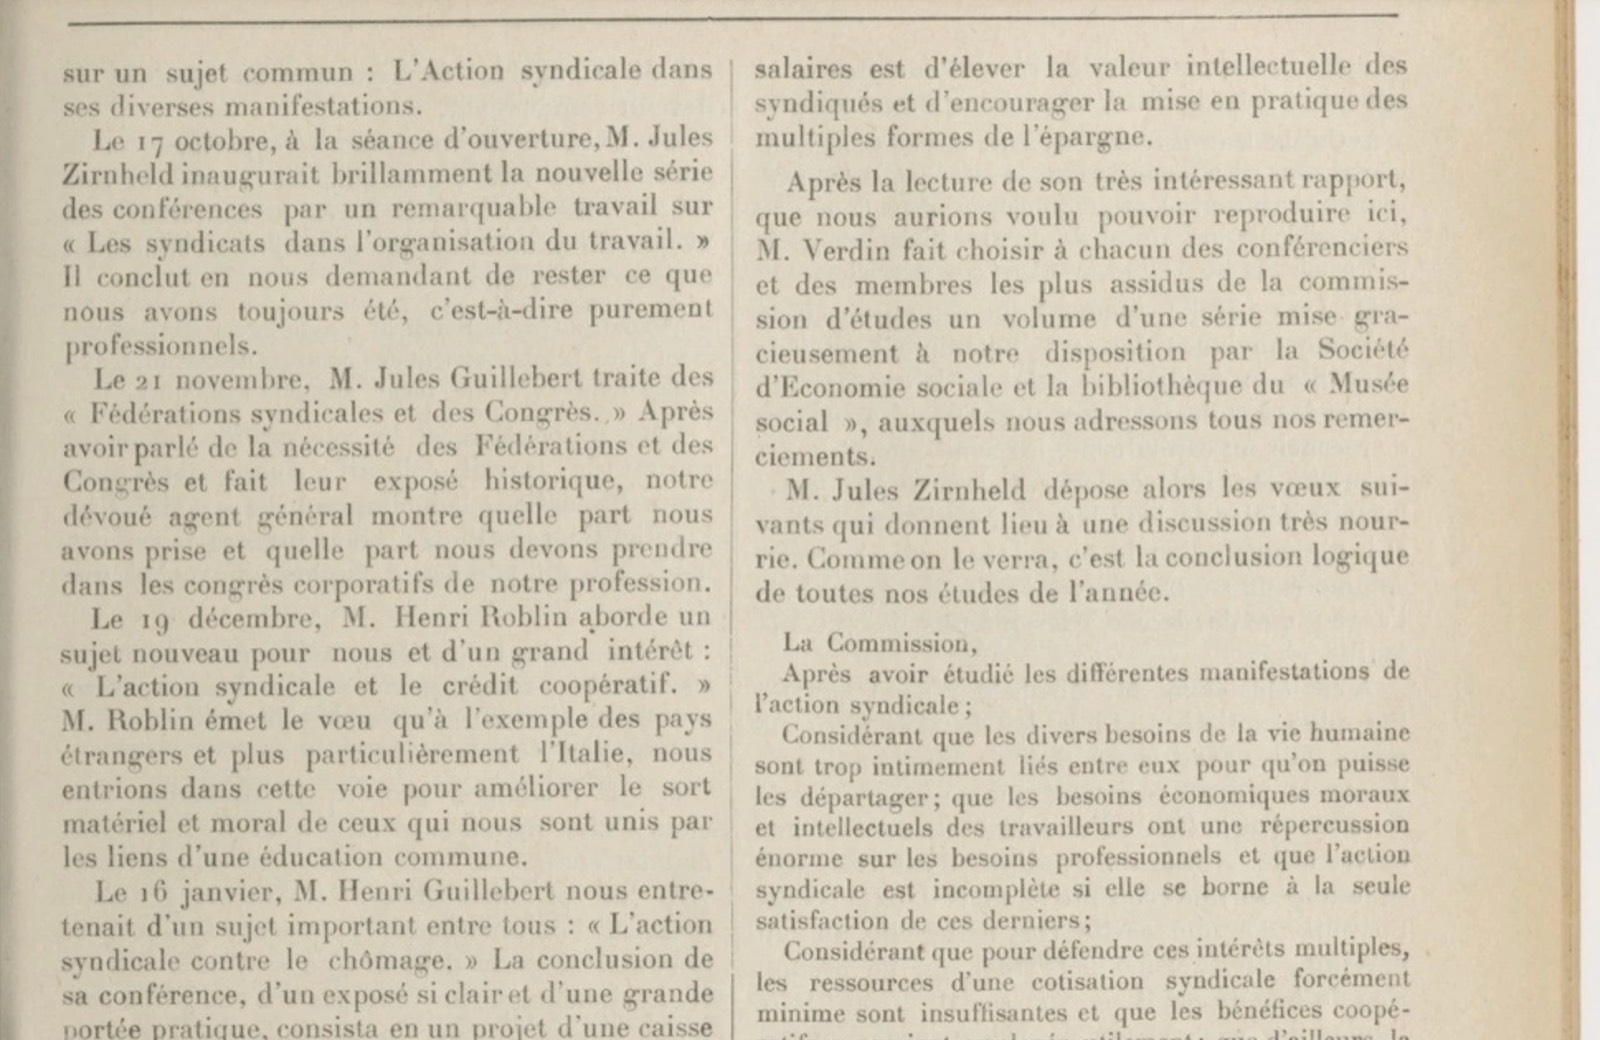 sur un sujet commun : L'Action syndicale dans
ses diverses manifestations.
Le 17 octobre, à la séance d'ouverture, M. Jules
Zirnheld inaugurait brillamment la nouvelle série
des conférences par un remarquable travail sur
« Les syndicats dans l'organisation du travail. »
Il conclut en nous demandant de rester ce que
nous avons toujours été, c'est-à-dire purement
professionnels.
Le 21 novembre, M. Jules Guillebert traite des
« Fédérations syndicales et des Congrès. » Après
avoir parlé de la nécessité des Fédérations et des
Congrès et fait leur exposé historique, notre
dévoué agent général montre quelle part nous
avons prise et quelle part nous devons prendre
dans les congrès corporatifs de notre profession.
Le 19 décembre, M. Henri Roblin aborde un
sujet nouveau pour nous et d'un grand intérêt :
« L'action syndicale et le crédit coopératif. »
M. Roblin émet le vœu qu'à l'exemple des pays
étrangers et plus particulièrement l'Italie, nous
entrions dans cette voie pour améliorer le sort
matériel et moral de ceux qui nous sont unis par
les liens d'une éducation commune.
Le 16 janvier, M. Henri Guillebert nous entre-
tenait d'un sujet important entre tous : « L'action
syndicale contre le chômage. » La conclusion de
sa conférence, d'un exposé si clair et d'une grande
portée pratique, consista en un projet d'une caisse
salaires est d'élever la valeur intellectuelle des
syndiqués et d'encourager la mise en pratique des
multiples formes de l'épargne.
Après la lecture de son très intéressant rapport,
que nous aurions voulu pouvoir reproduire ici,
M. Verdin fait choisir à chacun des conférenciers
et des membres les plus assidus de la commis-
sion d'études un volume d'une série mise gra-
cieusement à notre disposition par la Société
d'Economie sociale et la bibliothèque du « Musée
social », auxquels nous adressons tous nos remer-
ciements.
M. Jules Zirnheld dépose alors les vœux sui-
vants qui donnent lieu à une discussion très nour-
rie. Comme on le verra, c'est la conclusion logique
de toutes nos études de l'année.
La Commission,
Après avoir étudié les différentes manifestations de
l'action syndicale ;
Considérant que les divers besoins de la vie humaine
sont trop intimement liés entre eux pour qu'on puisse
les départager ; que les besoins économiques moraux
et intellectuels des travailleurs ont une répercussion
énorme sur les besoins professionnels et que l'action
syndicale est incomplète si elle se borne à la seule
satisfaction de ces derniers ;
Considérant que pour défendre ces intérêts multiples,
les ressources d'une cotisation syndicale forcément
minime sont insuffisantes et que les bénéfices coopé-